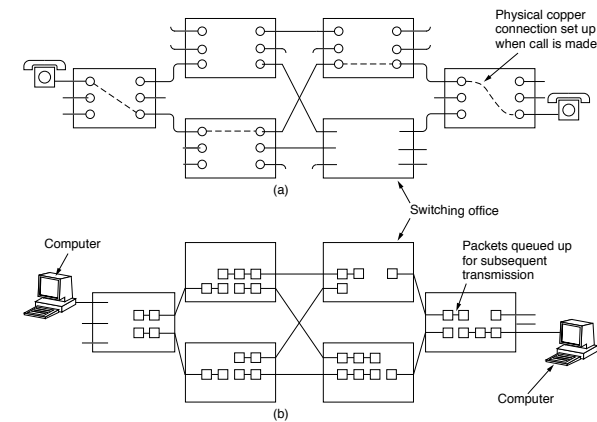 Physical copper
connection set up
when call is made
(a)
Switching office
Computer
Packets queued up
for subsequent
transmission
Computer
(b)